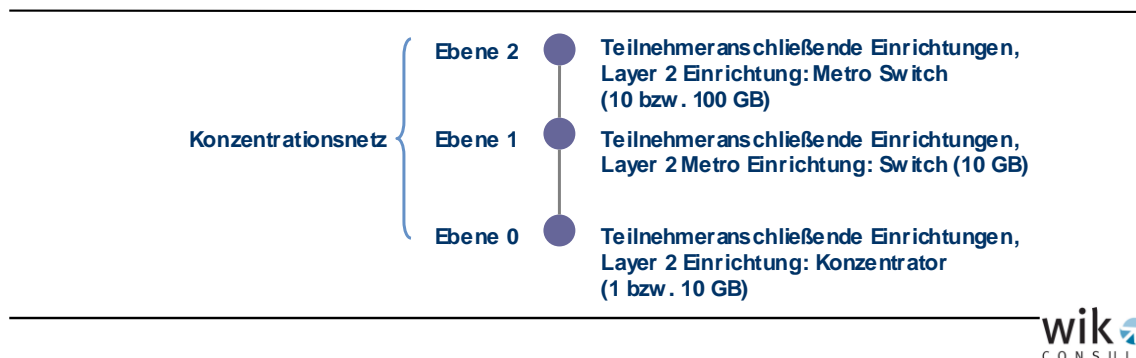 Ebene 2
Teilnehmeranschließende Einrichtungen,
Layer 2 Einrichtung: Metro Switch
(10 bzw. 100 GB)
Konzentrationsnetz
Ebene 1
Teilnehmeranschließende Einrichtungen,
Layer 2 Metro Einrichtung: Switch (10 GB)
Ebene 0
Teilnehmeranschließende Einrichtungen,
Layer 2 Einrichtung: Konzentrator
(1 bzw. 10 GB)
wik